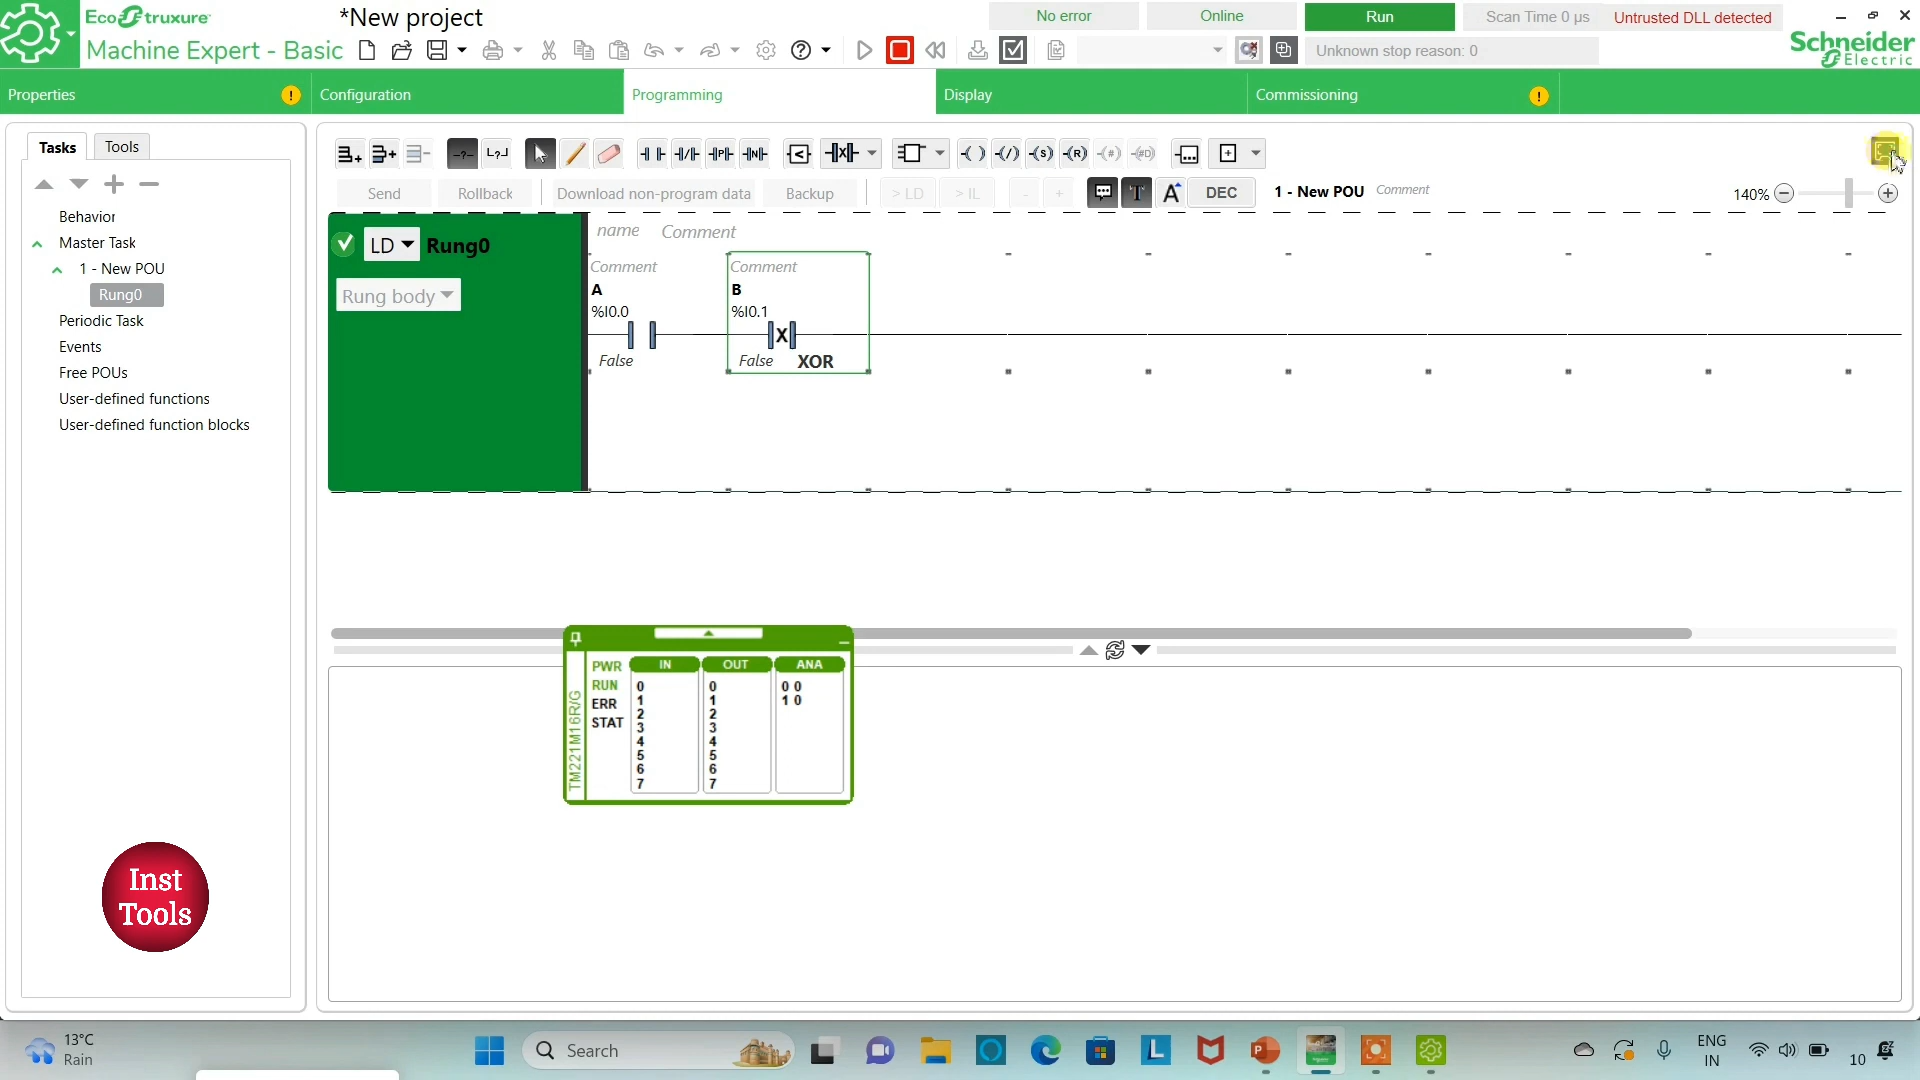 EcoStruxure
Machine Expert - Basic
*New project
No error
Online
Run
Scan Time 0 µs
Untrusted DLL detected
Unknown stop reason: 0
Schneider
Electric
Properties
Configuration
Programming
Display
Commissioning
Tasks
Tools
Behavior
Master Task
1 - New POU
Rung0
Periodic Task
Events
Free POUs
User-defined functions
User-defined function blocks
Send
Rollback
Download non-program data
Backup
> LD
> IL
-
+
T
A
DEC
1 - New POU
Comment
140%
LD
Rung0
name
Comment
Rung body
Comment
A
%I0.0
False
Comment
B
%I0.1
X
False
XOR
TM221M16R/G
PWR
RUN
ERR
STAT
IN
OUT
ANA
0
1
2
3
4
5
6
7
0
1
2
3
4
5
6
7
0 0
1 0
Inst
Tools
13°C
Rain
Search
ENG
IN
10